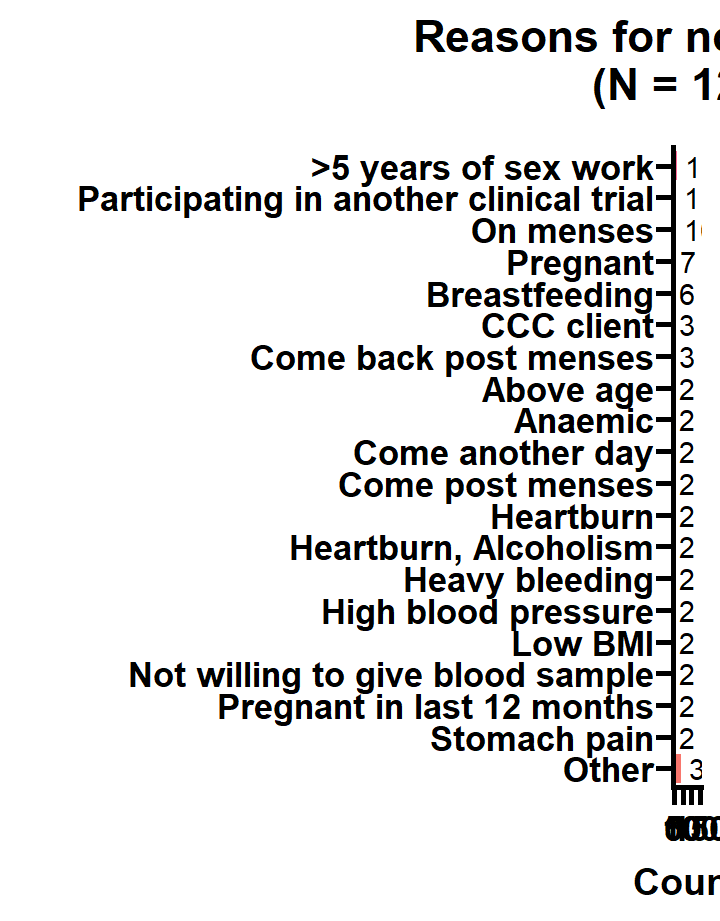 Reasons for
(N =
>5 years of sex work 1
Participating in another clinical trial 1
On menses 1
Pregnant 7
Breastfeeding 6
CCC client 3
Come back post menses 3
Above age 2
Anaemic 2
Come another day 2
Come post menses 2
Heartburn 2
Heartburn, Alcoholism 2
Heavy bleeding 2
High blood pressure 2
Low BMI 2
Not willing to give blood sample 2
Pregnant in last 12 months 2
Stomach pain 2
Other 3
Coun